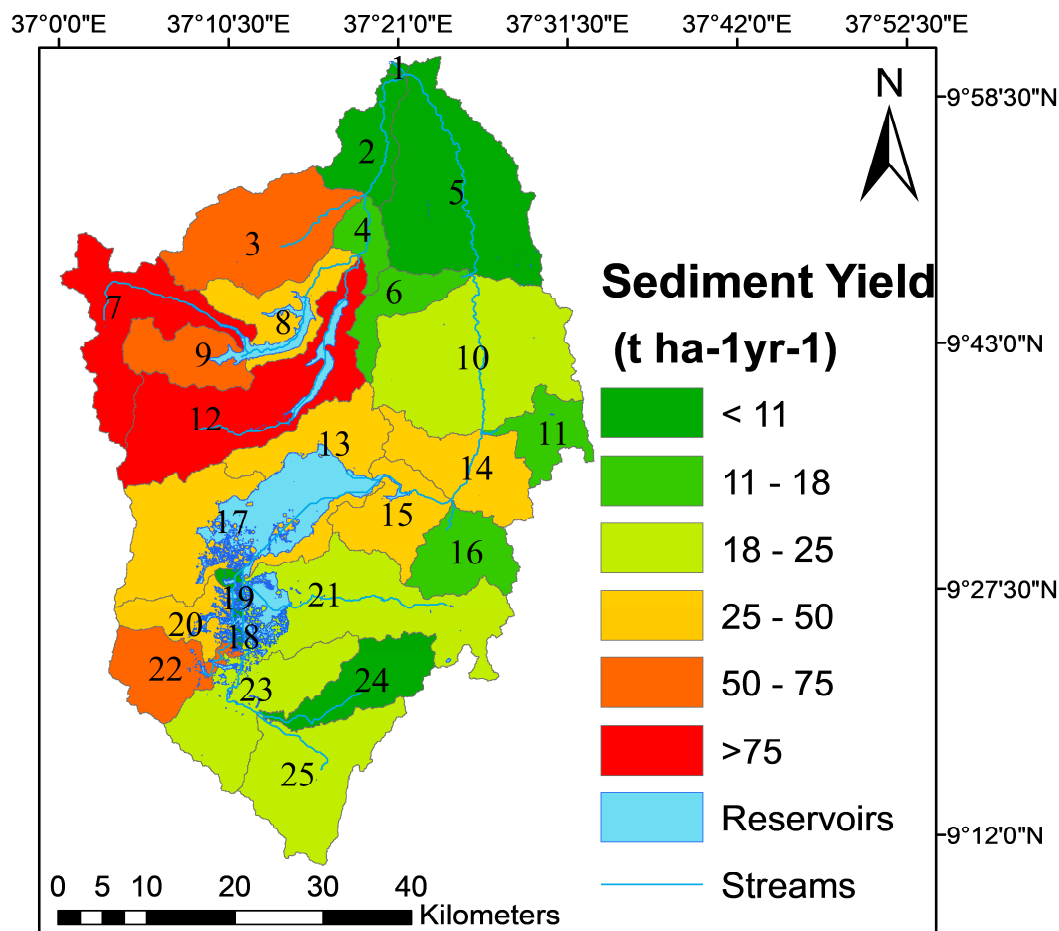 37°0'0"E 37°10'30"E 37°21'0"E 37°31'30"E 37°42'0"E 37°52'30"E
N
9°58'30"N
9°43'0"N
9°27'30"N
9°12'0"N
1
2
5
3
4
6
7
8
9
10
12
11
13
14
15
17
16
19
21
20
18
22
23
24
25
Sediment Yield
(t ha-1yr-1)
< 11
11 - 18
18 - 25
25 - 50
50 - 75
>75
Reservoirs
Streams
0 5 10 20 30 40
Kilometers